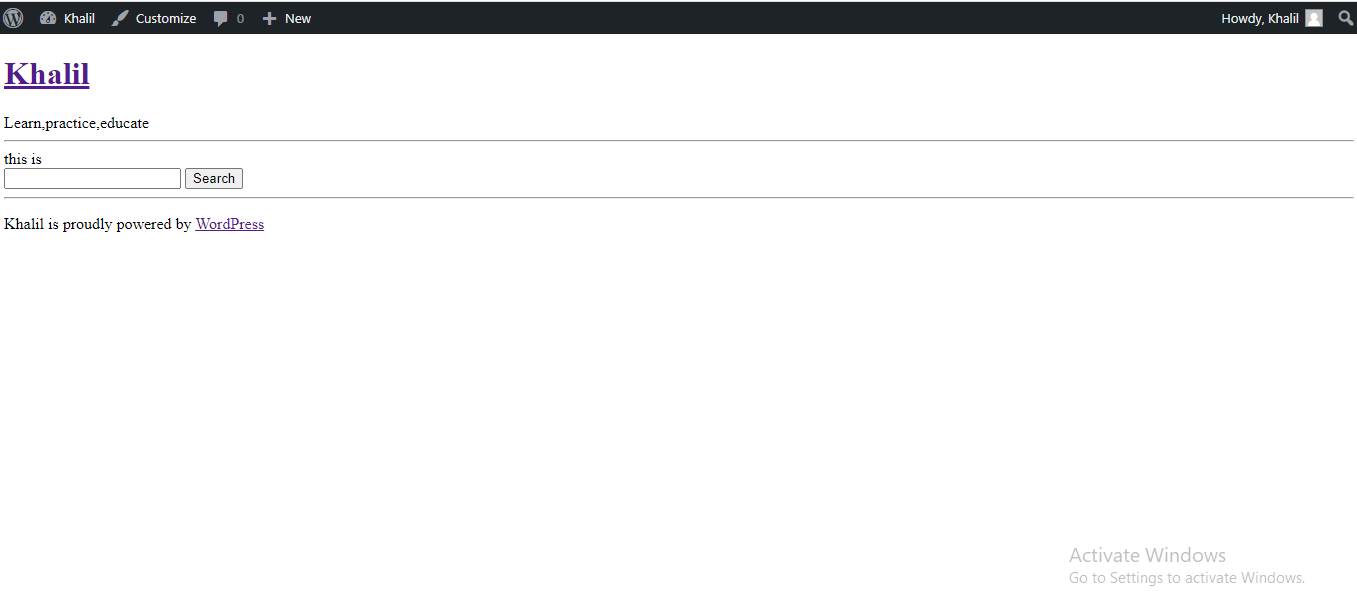 Khalil Customize 0 New Howdy, Khalil
Khalil
Learn,practice,educate
this is
Search
Khalil is proudly powered by WordPress
Activate Windows
Go to Settings to activate Windows.